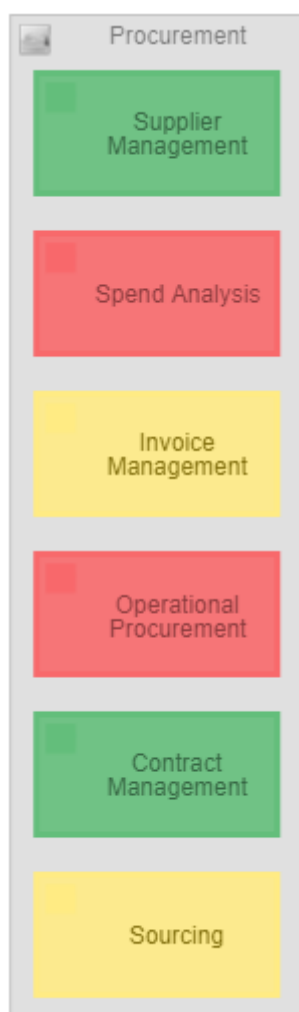 Procurement
Supplier
Management
Spend Analysis
Invoice
Management
Operational
Procurement
Contract
Management
Sourcing